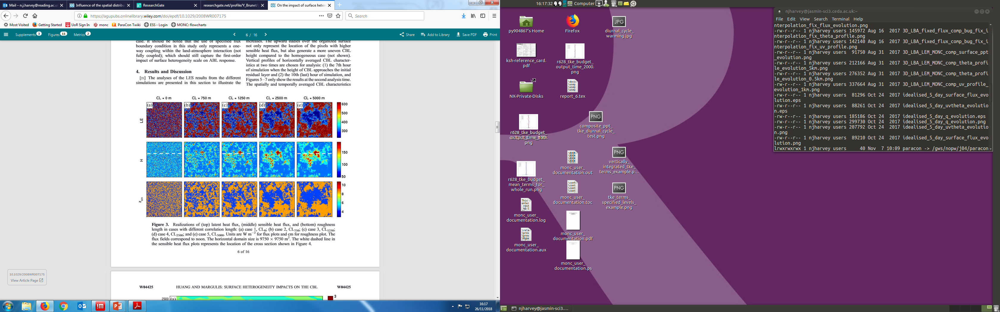 Mail – n.j.harvey@reading.ac.u
Influence of the spatial distribu
ResearchGate
researchgate.net/profile/Y_Brunet/
On the impact of surface heter
https://agupubs.onlinelibrary.wiley.com/doi/epdf/10.1029/2008WR007175
Search
Most Visited
Getting Started
UoR Sign In
monc
ParaCon Twiki
ESS - Login
MONC: flowcharts
Supplements 3
Figures 11
Metrics 2
6 / 16
Share
Add to Library
Save PDF
Print
case. It should be noted that the use of specified flux
boundary condition in this study only represents a one-
way coupling within the land-atmosphere interaction (not
fully coupled); which should still capture the first-order
impact of surface heterogeneity scale on ABL response.
4. Results and Discussion
[21] The analyses of the LES results from the different
simulations are presented in this section to illustrate the
increases. The upward eddies over the organized surface
not only represent the location of the pixels with higher
sensible heat flux, but also generate a more uneven CBL
height compared to the homogeneous case (not shown).
Vertical profiles of horizontally averaged CBL character-
istics at two times are chosen for analysis: (1) the 7th hour
of simulation when the height of CBL approaches the initial
residual layer and (2) the 10th (last) hour of simulation, and
Figures 5–7 only show the results at the second analysis time.
The spatially and temporally averaged CBL characteristics
CL = 0 m
CL = 750 m
CL = 1250 m
CL = 2500 m
CL = 5000 m
(a)
(b)
(c)
(d)
(e)
LE
600
500
400
300
H
150
100
50
zom
10
8
6
4
Figure 3. Realizations of (top) latent heat flux, (middle) sensible heat flux, and (bottom) roughness
length in cases with different correlation length: (a) case 1, CL0; (b) case 2, CL750; (c) case 3, CL1250;
(d) case 4, CL2500; and (e) case 5, CL5000. Units are W m−2 for flux plots and cm for roughness plot. The
flux fields correspond to noon. The horizontal domain size is 9750 × 9750 m2. The white dashed line in
the sensible heat flux plots represents the location of the cross section shown in Figure 4.
6 of 16
10.1029/2008WR007175
View Article Page
W04425
HUANG AND MARGULIS: SURFACE HETEROGENEITY IMPACTS ON THE CBL
W04425
2500
(a)
3
16:17
26/11/2018
16:17:32
Computer
py904867's Home
Firefox
JPG
diurnal_cycle_
warming.jpg
ksh-reference_card.
pdf
r628_tke_budget_
output_time_2000.
png
NX-Private-Disks
report_6.tex
r628_tke_budget_
png
PNG
composite_ppt_
tke_diurnal_cycle_
test.png
r628_tke_budget_
mean_terms_for_
whole_run.png
monc_user_
documentation.out
PNG
vertically_
integrated_tke_
terms_example.p...
monc_user_
documentation.toc
PNG
tke_terms_
specified_levels_
example.png
monc_user_
documentation.log
monc_user_
documentation.pdf
monc_user_
documentation.aux
monc_user_
documentation.ps
njharvey@jasmin-sci3.ceda.ac.uk:~
File Edit View Search Terminal Help
nterpolation_fix_flux_evolution.png
-rw-r--r-- 1 njharvey users 145972 Aug 16 2017 3D_LBA_fixed_flux_comp_bug_fix_i
nterpolation_fix_theta_profile.png
-rw-r--r-- 1 njharvey users 142140 Aug 16 2017 3D_LBA_fixed_flux_comp_bug_fix_i
nterpolation_fix_uv_profile.png
-rw-r--r-- 1 njharvey users 91750 Aug 31 2017 3D_LBA_LEM_MONC_comp_surface_ppt
_evolution.png
-rw-r--r-- 1 njharvey users 212166 Aug 31 2017 3D_LBA_LEM_MONC_comp_theta_profi
le_evolution_5km.png
-rw-r--r-- 1 njharvey users 276352 Aug 31 2017 3D_LBA_LEM_MONC_comp_theta_profi
le_evolution_0.5km.png
-rw-r--r-- 1 njharvey users 337664 Aug 31 2017 3D_LBA_LEM_MONC_comp_uv_profile_
evolution_1km.png
-rw-r--r-- 1 njharvey users 81296 Oct 24 2017 idealised_5_day_surface_flux_evo
lution.eps
-rw-r--r-- 1 njharvey users 88261 Oct 24 2017 idealised_5_day_uvtheta_evolutio
n.eps
-rw-r--r-- 1 njharvey users 185186 Oct 24 2017 idealised_5_day_q_evolution.eps
-rw-r--r-- 1 njharvey users 299730 Oct 24 2017 idealised_5_day_q_evolution.png
-rw-r--r-- 1 njharvey users 207792 Oct 24 2017 idealised_5_day_uvtheta_evolutio
n.png
-rw-r--r-- 1 njharvey users 89210 Oct 24 2017 idealised_5_day_surface_flux_evo
lution.png
lrwxrwxrwx 1 njharvey users 40 Nov 7 10:09 paracon -> /gws/nopw/j04/paracon
njharvey@jasmin-sci3....